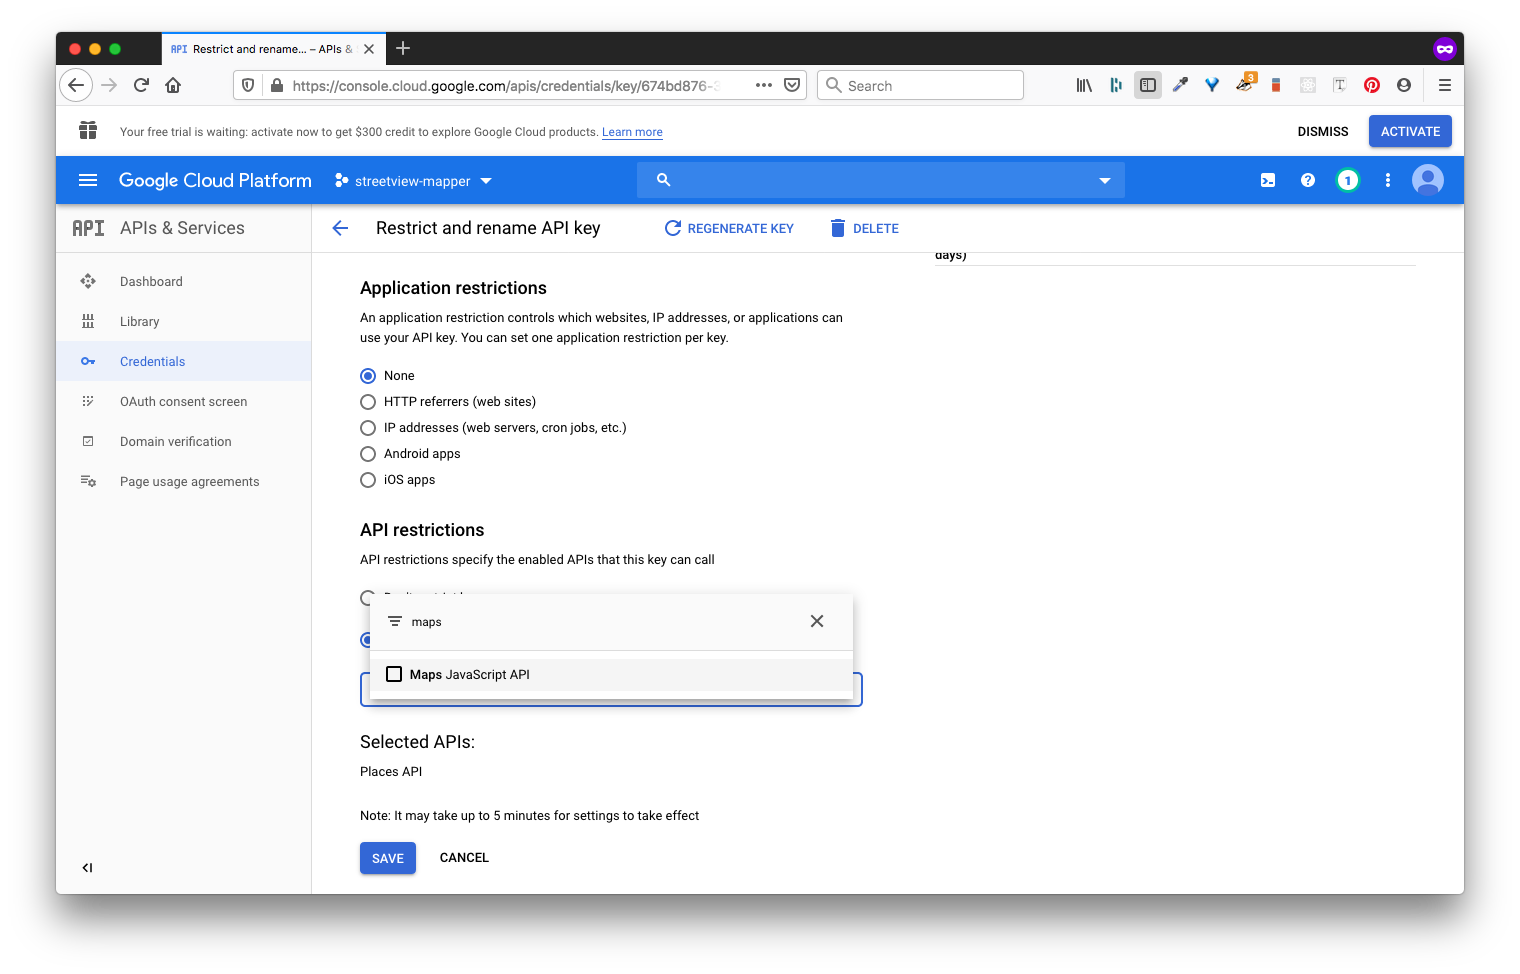 API Restrict and rename... – APIs &
https://console.cloud.google.com/apis/credentials/key/674bd876-
Search
3
Your free trial is waiting: activate now to get $300 credit to explore Google Cloud products. Learn more
DISMISS
ACTIVATE
Google Cloud Platform
streetview-mapper
1
API APIs & Services
Restrict and rename API key
REGENERATE KEY
DELETE
Dashboard
Library
Credentials
OAuth consent screen
Domain verification
Page usage agreements
days)
Application restrictions
An application restriction controls which websites, IP addresses, or applications can
use your API key. You can set one application restriction per key.
None
HTTP referrers (web sites)
IP addresses (web servers, cron jobs, etc.)
Android apps
iOS apps
API restrictions
API restrictions specify the enabled APIs that this key can call
maps
Maps JavaScript API
Selected APIs:
Places API
Note: It may take up to 5 minutes for settings to take effect
SAVE
CANCEL